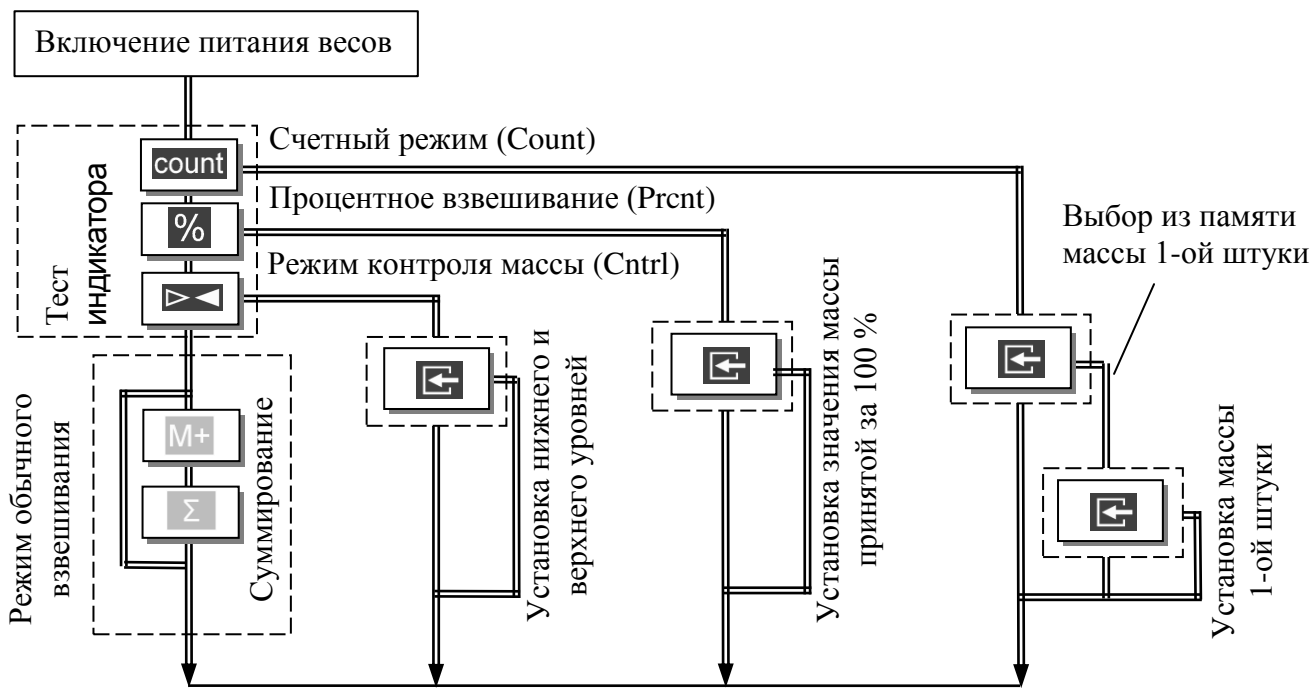 Включение питания весов
Тест
индикатора
count
%
Счетный режим (Count)
Процентное взвешивание (Prcnt)
Режим контроля массы (Cntrl)
Выбор из памяти
массы 1-ой штуки
Режим обычного
взвешивания
M+
Σ
Суммирование
Установка нижнего и
верхнего уровней
Установка значения массы
принятой за 100 %
Установка массы
1-ой штуки